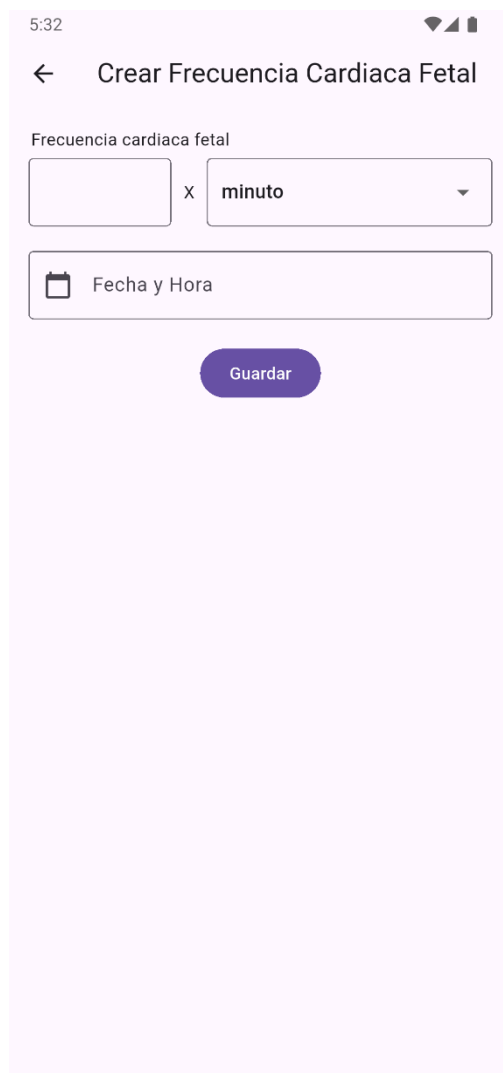 5:32
Crear Frecuencia Cardiaca Fetal
Frecuencia cardiaca fetal
x minuto
Fecha y Hora
Guardar